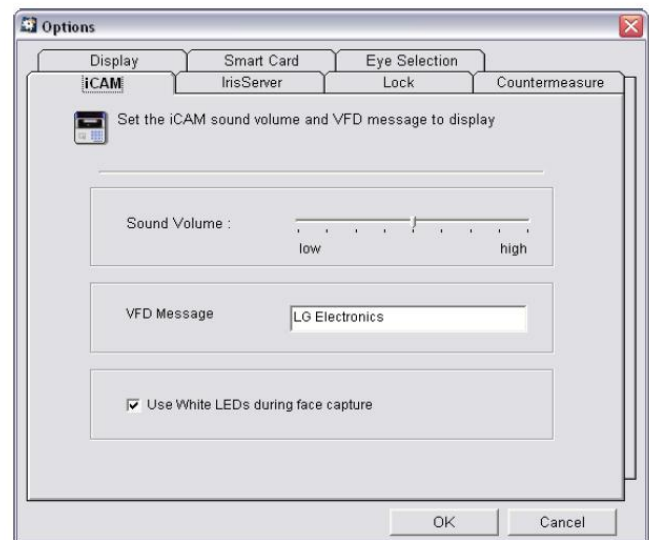 Options
Display Smart Card Eye Selection
iCAM IrisServer Lock Countermeasure
Set the iCAM sound volume and VFD message to display
Sound Volume :
low high
VFD Message LG Electronics
Use White LEDs during face capture
OK Cancel